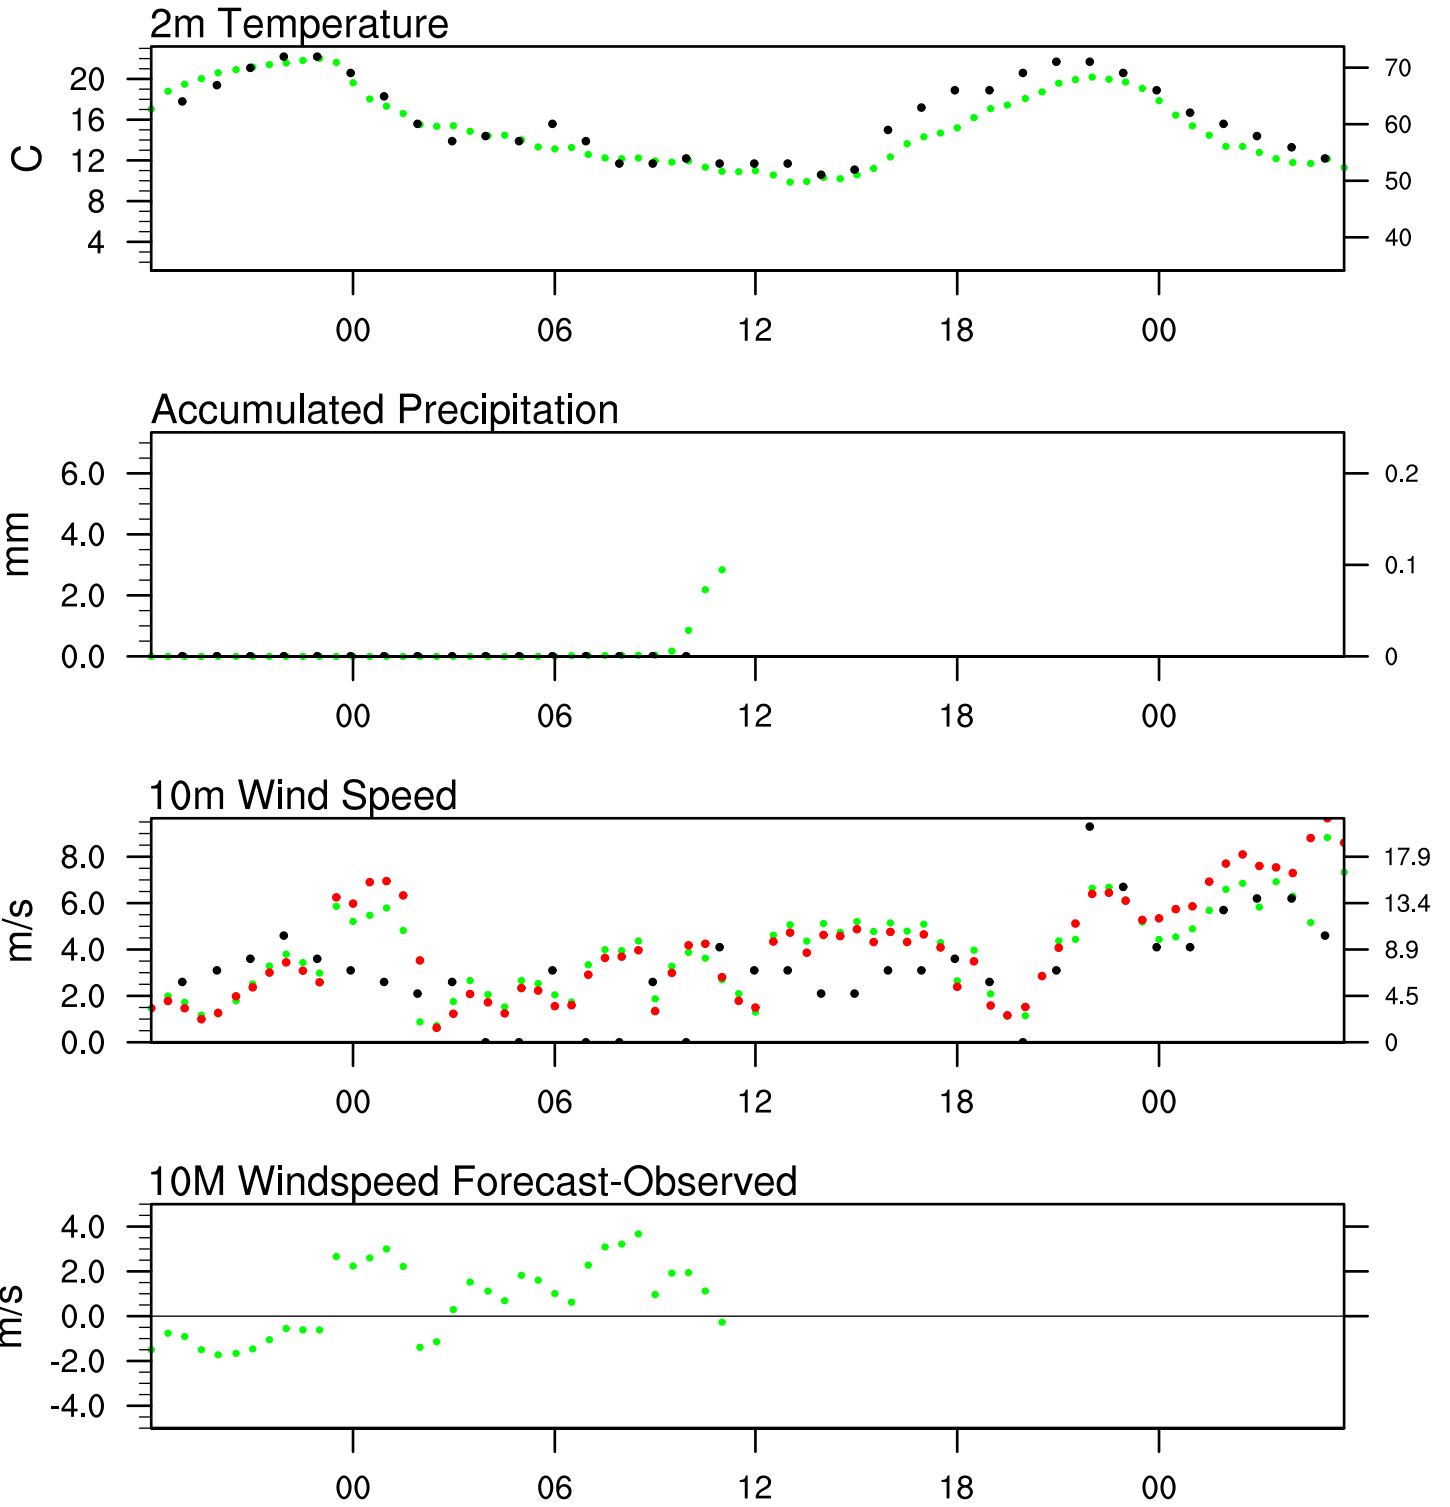 2m Temperature
20
16
12
8
4
C
70
60
50
40
00 06 12 18 00
Accumulated Precipitation
6.0
4.0
2.0
0.0
mm
0.2
0.1
0
00 06 12 18 00
10m Wind Speed
8.0
6.0
4.0
2.0
0.0
m/s
17.9
13.4
8.9
4.5
0
00 06 12 18 00
10M Windspeed Forecast-Observed
4.0
2.0
0.0
-2.0
-4.0
m/s
00 06 12 18 00